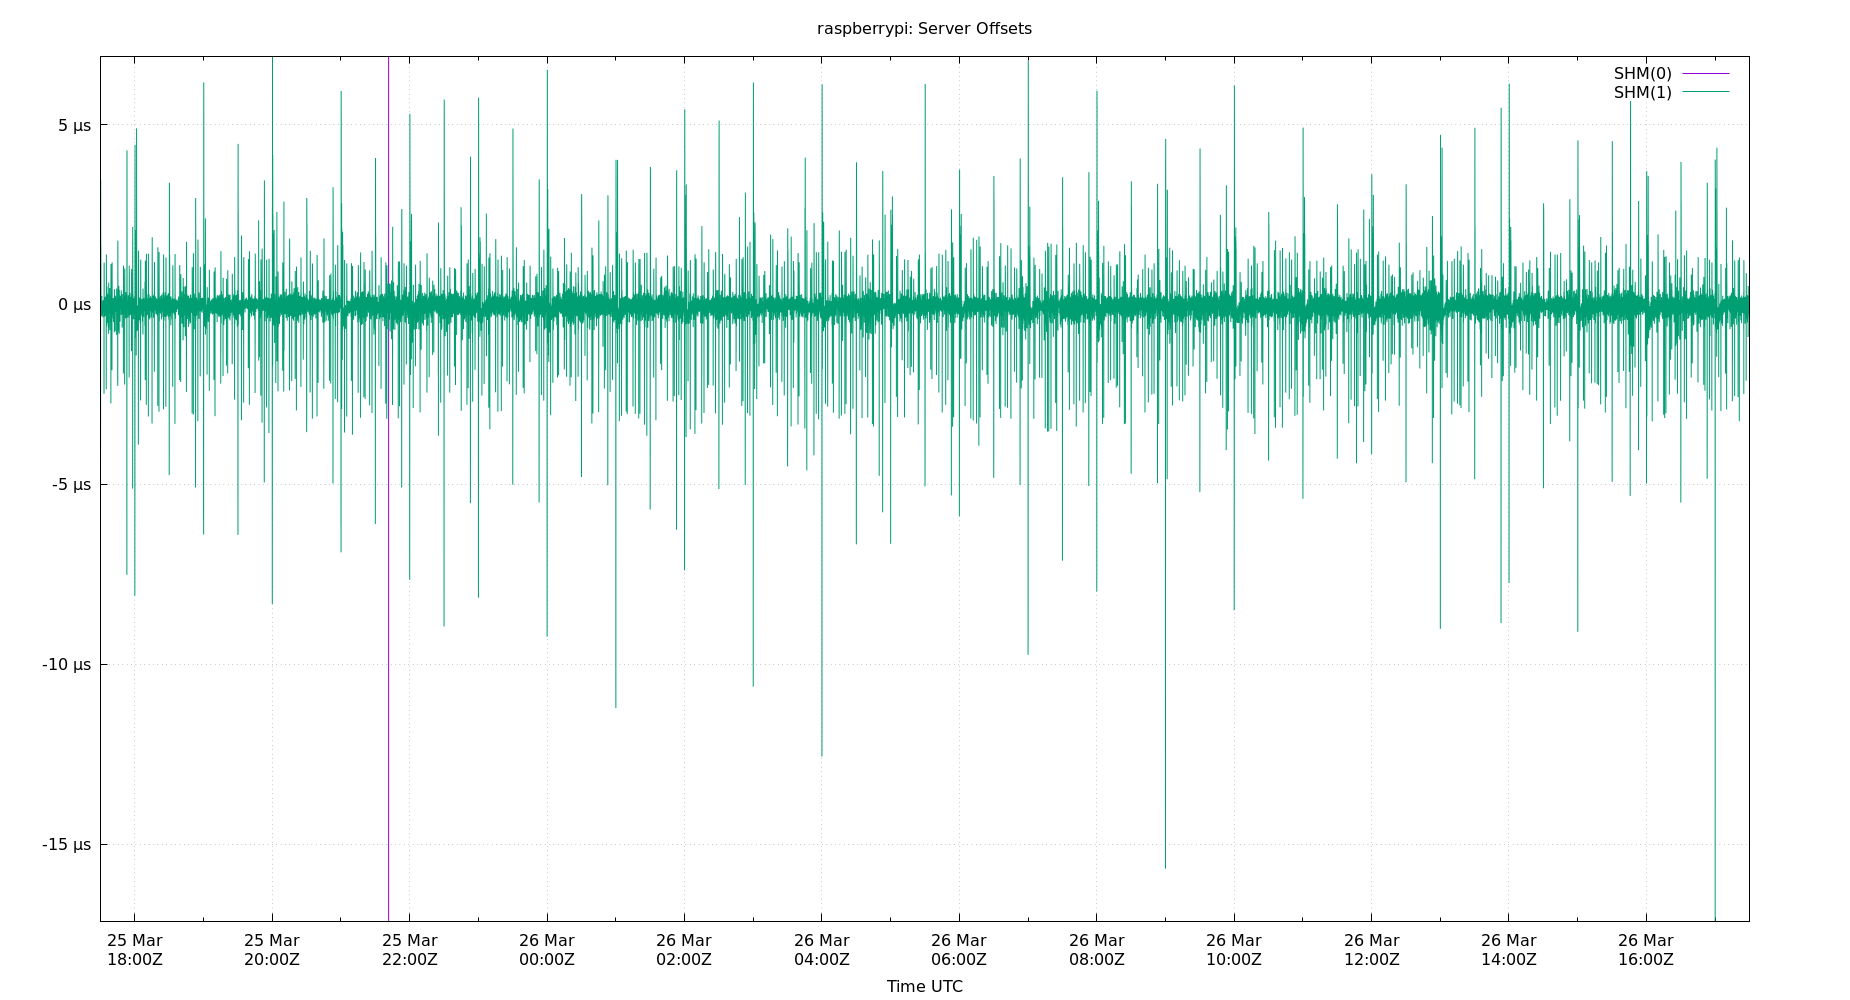 raspberrypi: Server Offsets
SHM(0)
SHM(1)
5 µs
0 µs
-5 µs
-10 µs
-15 µs
25 Mar 25 Mar 25 Mar 26 Mar 26 Mar 26 Mar 26 Mar 26 Mar 26 Mar 26 Mar 26 Mar 26 Mar
18:00Z 20:00Z 22:00Z 00:00Z 02:00Z 04:00Z 06:00Z 08:00Z 10:00Z 12:00Z 14:00Z 16:00Z
Time UTC